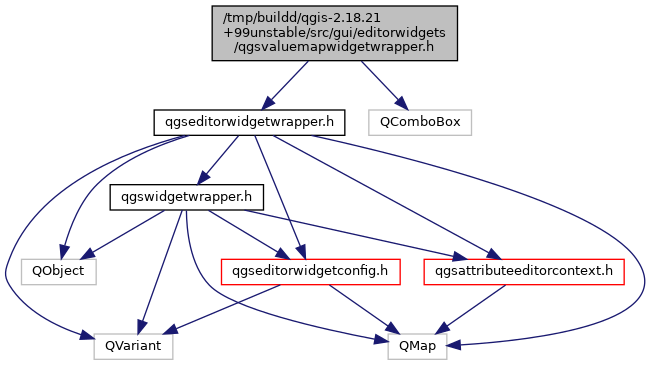 /tmp/buildd/qgis-2.18.21
+99unstable/src/gui/editorwidgets
/qgsvaluemapwidgetwrapper.h
qgseditorwidgetwrapper.h
QComboBox
qgswidgetwrapper.h
QObject
qgseditorwidgetconfig.h
qgsattributeeditorcontext.h
QVariant
QMap